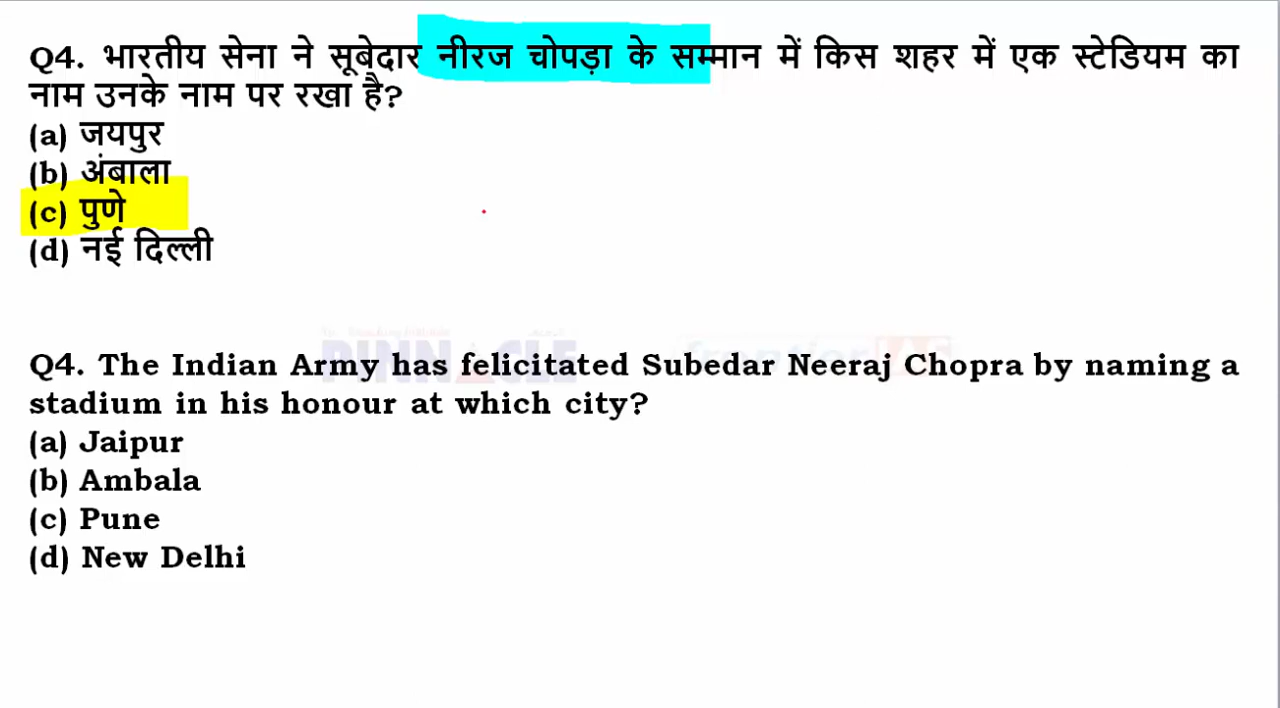 Q4. भारतीय सेना ने सूबेदार नीरज चोपड़ा के सम्मान में किस शहर में एक स्टेडियम का
नाम उनके नाम पर रखा है?
(a) जयपुर
(b) अंबाला
(c) पुणे
(d) नई दिल्ली
PINNACLE
Q4. The Indian Army has felicitated Subedar Neeraj Chopra by naming a
stadium in his honour at which city?
(a) Jaipur
(b) Ambala
(c) Pune
(d) New Delhi